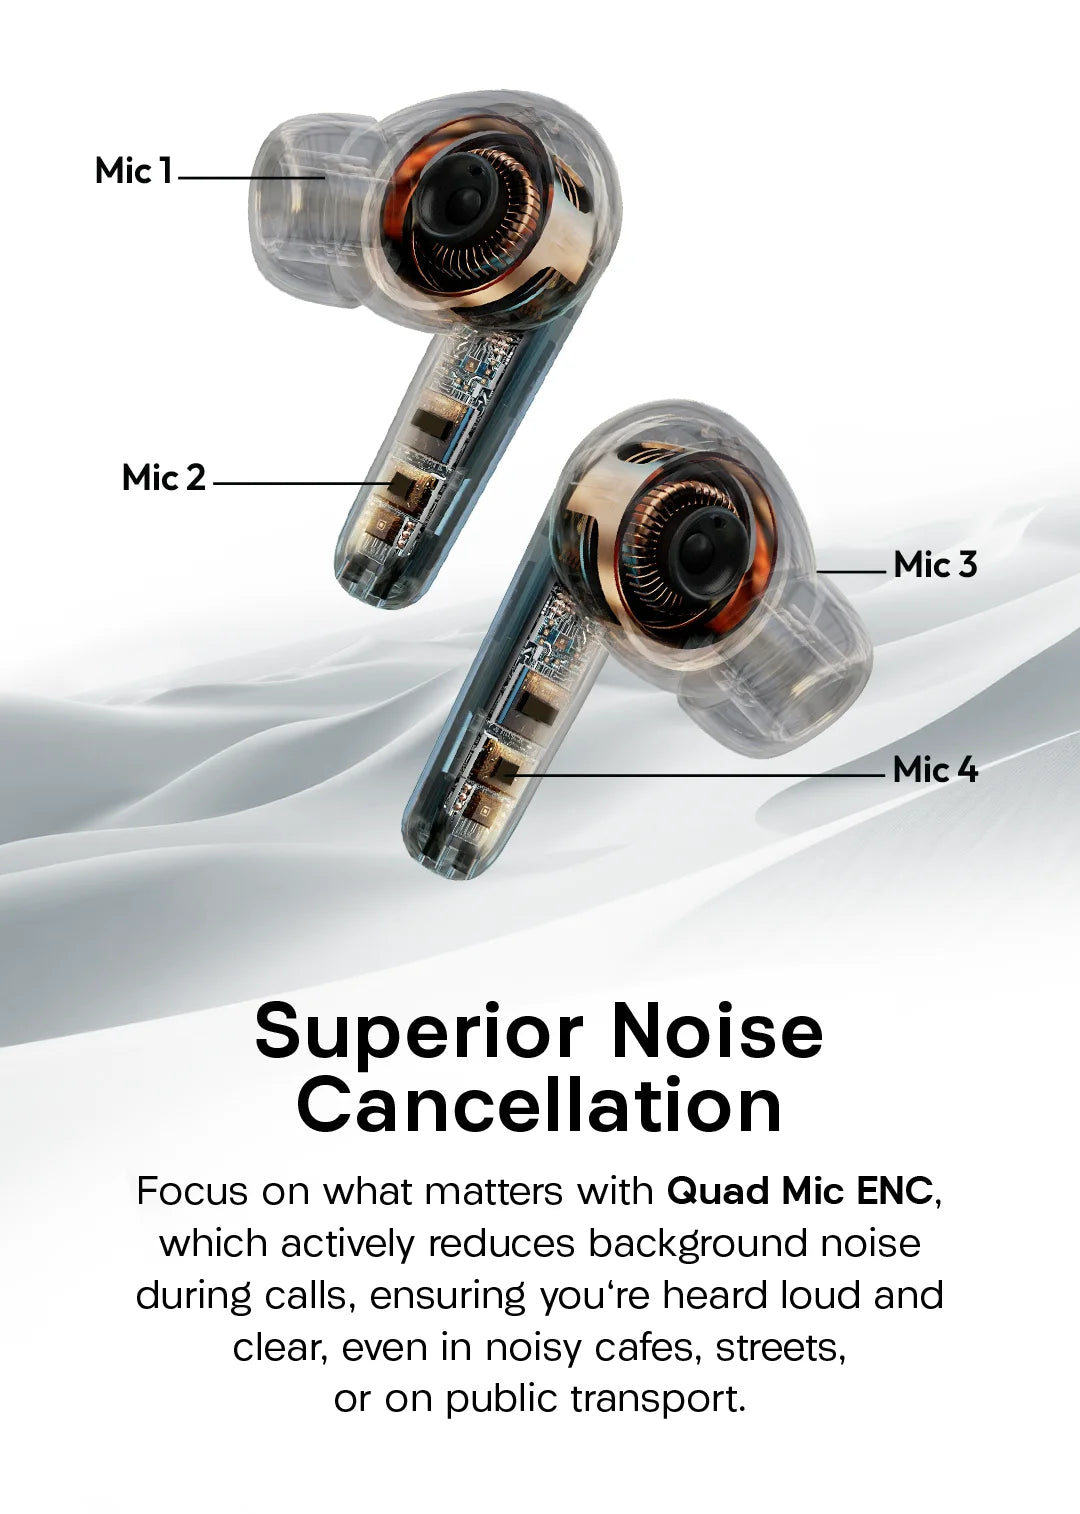 Mic 1
Mic 2
Mic 3
Mic 4
Superior Noise
Cancellation
Focus on what matters with Quad Mic ENC,
which actively reduces background noise
during calls, ensuring you‘re heard loud and
clear, even in noisy cafes, streets,
or on public transport.